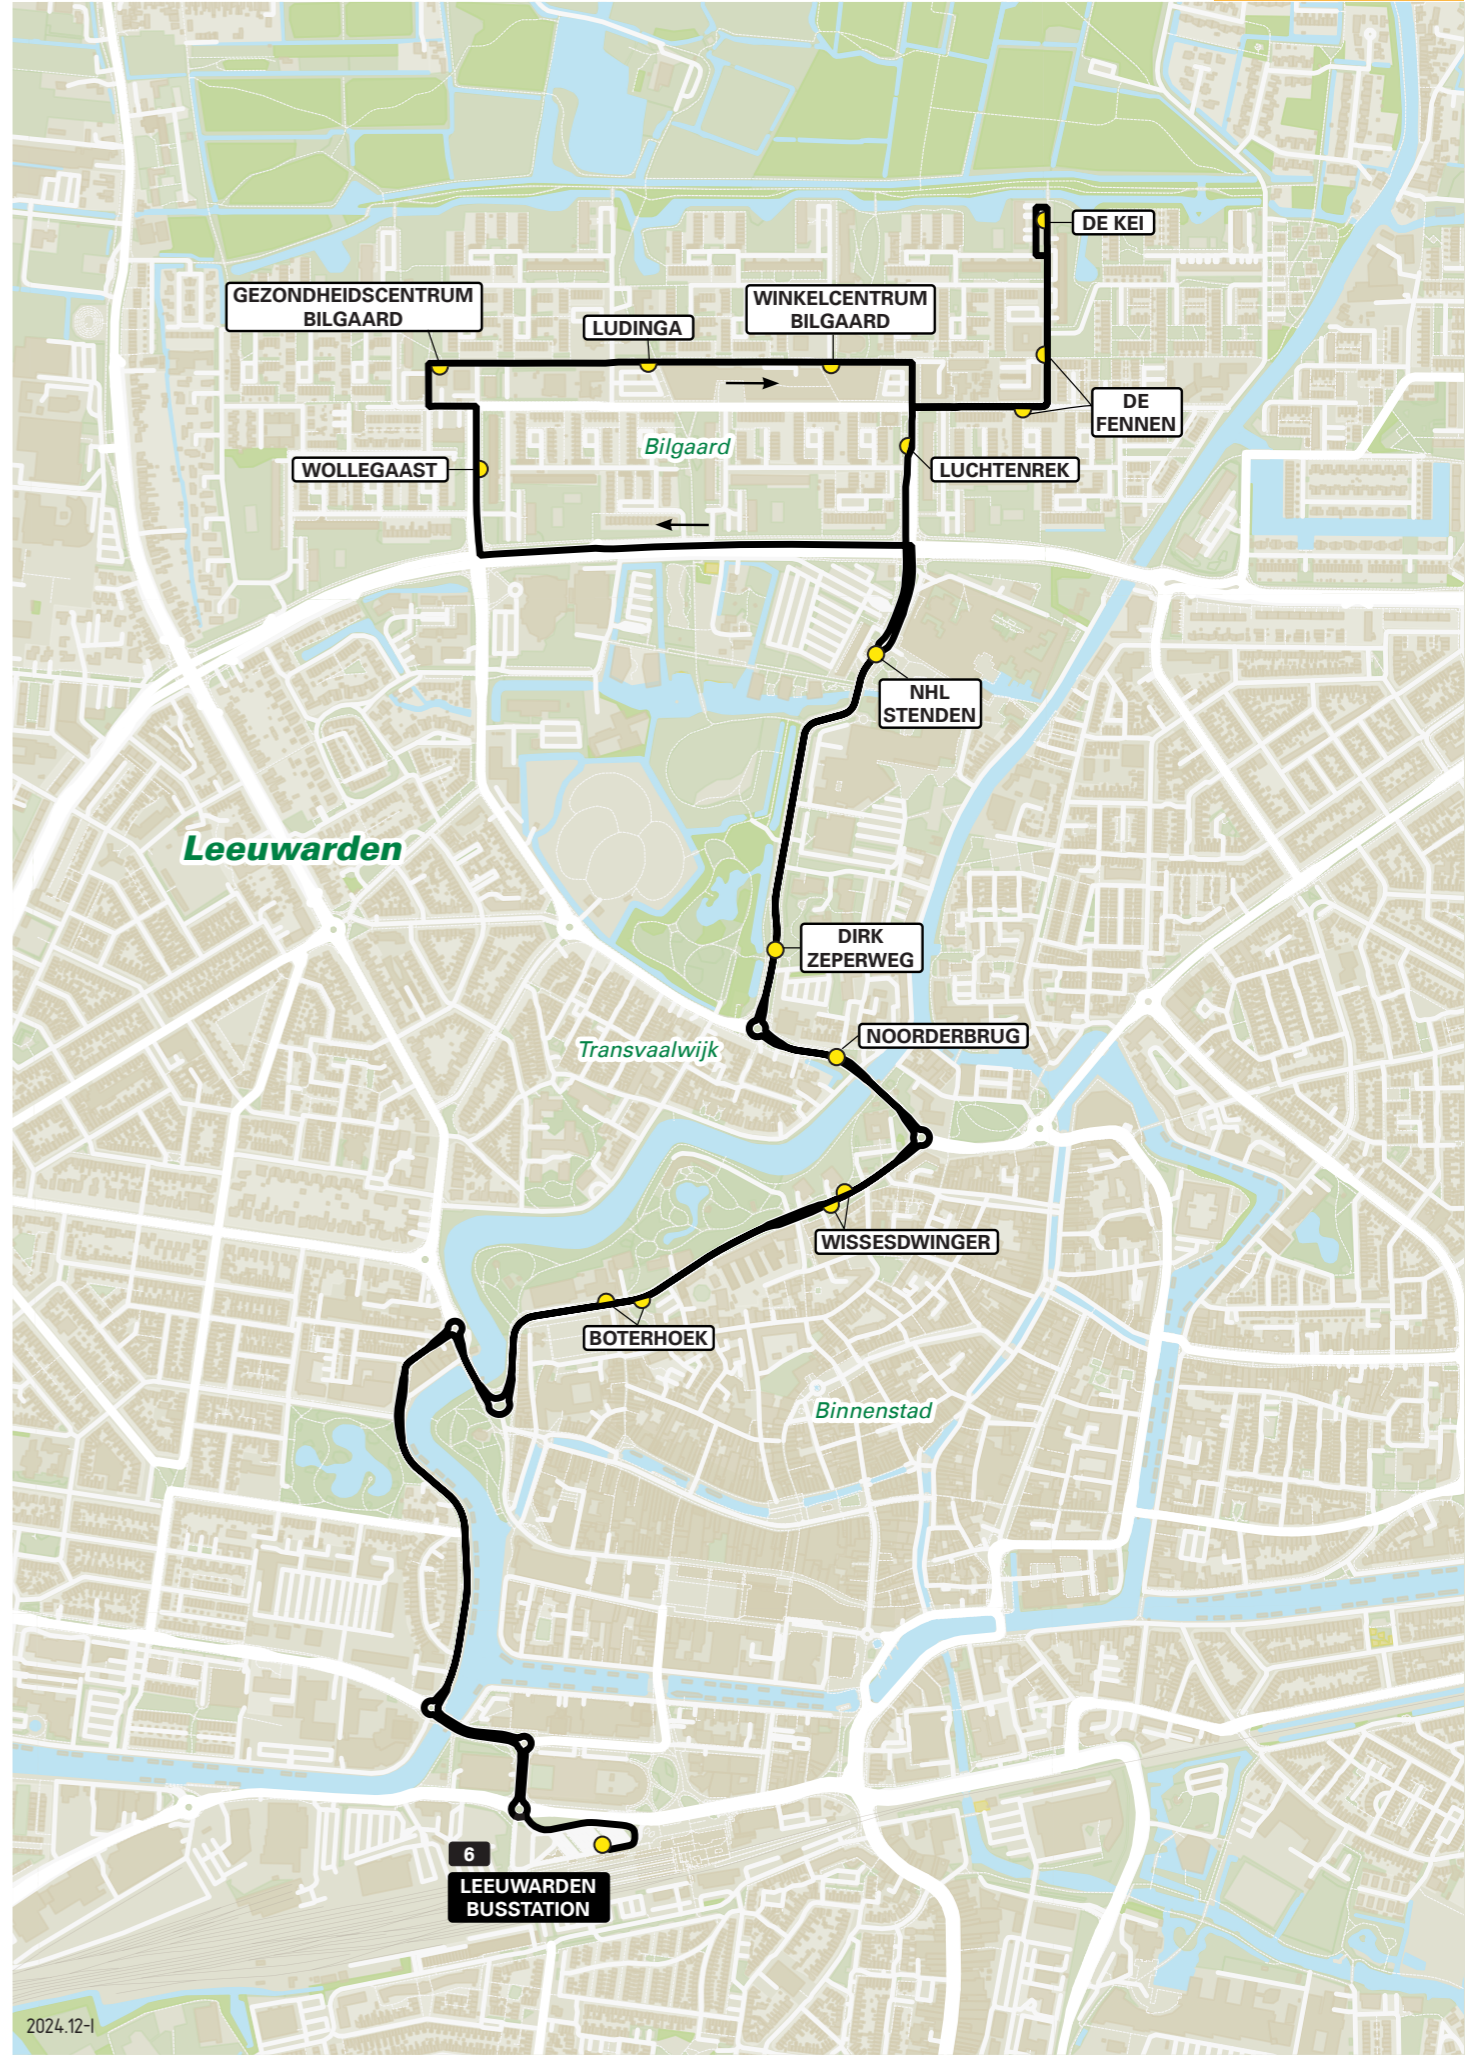 DE KEI
GEZONDHEIDSCENTRUM
BILGAARD
LUDINGA
WINKELCENTRUM
BILGAARD
DE
FENNEN
Bilgaard
WOLLEGAAST
LUCHTENREK
NHL
STENDEN
Leeuwarden
DIRK
ZEPERWEG
NOORDERBRUG
Transvaalwijk
WISSESDWINGER
BOTERHOEK
Binnenstad
6
LEEUWARDEN
BUSSTATION
2024.12-I